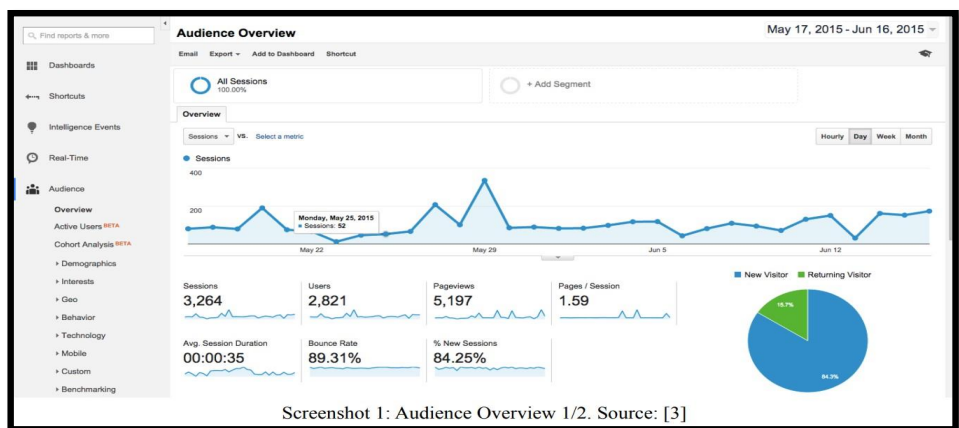 Find reports & more
Audience Overview
May 17, 2015 - Jun 16, 2015
Email Export Add to Dashboard Shortcut
Dashboards
All Sessions
100.00%
+ Add Segment
Shortcuts
Overview
Intelligence Events
Sessions VS. Select a metric
Hourly Day Week Month
Real-Time
Sessions
400
Audience
200
Overview
Monday, May 25, 2015
Sessions: 52
Active Users BETA
Cohort Analysis BETA
May 22 May 29 Jun 5 Jun 12
Demographics
New Visitor Returning Visitor
Interests
Sessions Users Pageviews Pages / Session
3,264 2,821 5,197 1.59
Geo
Behavior
15.7%
Technology
Avg. Session Duration Bounce Rate % New Sessions
Mobile
00:00:35 89.31% 84.25%
Custom
84.3%
Benchmarking
Screenshot 1: Audience Overview 1/2. Source: [3]